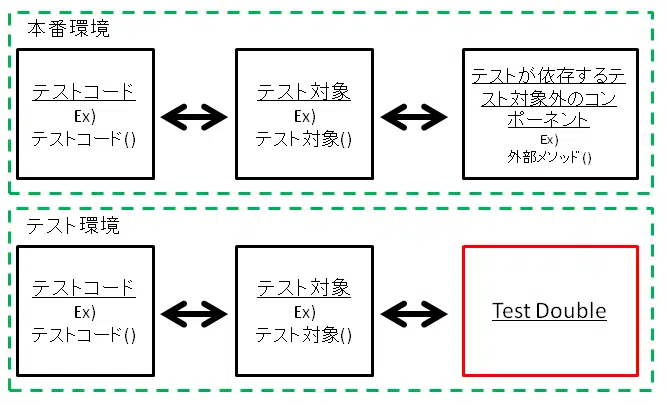 本番環境
テストコード
Ex)
テストコード()
テスト対象
Ex)
テスト対象()
テストが依存するテ
スト対象外のコン
ポーネント
Ex)
外部メソッド()
テスト環境
テストコード
Ex)
テストコード()
テスト対象
Ex)
テスト対象()
Test Double